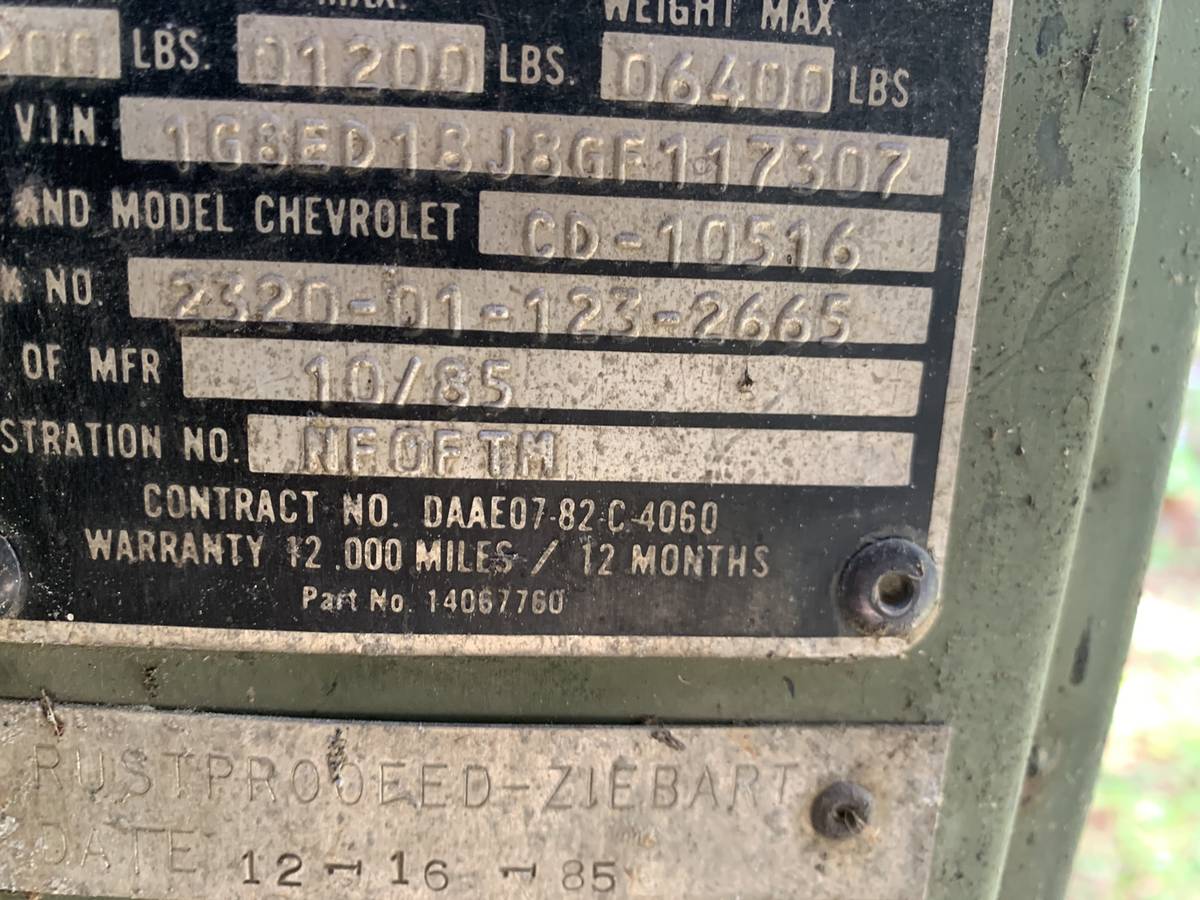 MAX. WEIGHT MAX.
200 LBS. 01200 LBS. 06400 LBS
V.I.N. 1G8ED18J8GF117307
AND MODEL CHEVROLET CD-10516
K NO. 2320-01-123-2665
OF MFR 10/85
STRATION NO. NF0FTM
CONTRACT NO. DAAE07-82-C-4060
WARRANTY 12,000 MILES / 12 MONTHS
Part No. 14067760
RUSTPROOFED-ZIEBART
DATE 12-16-85